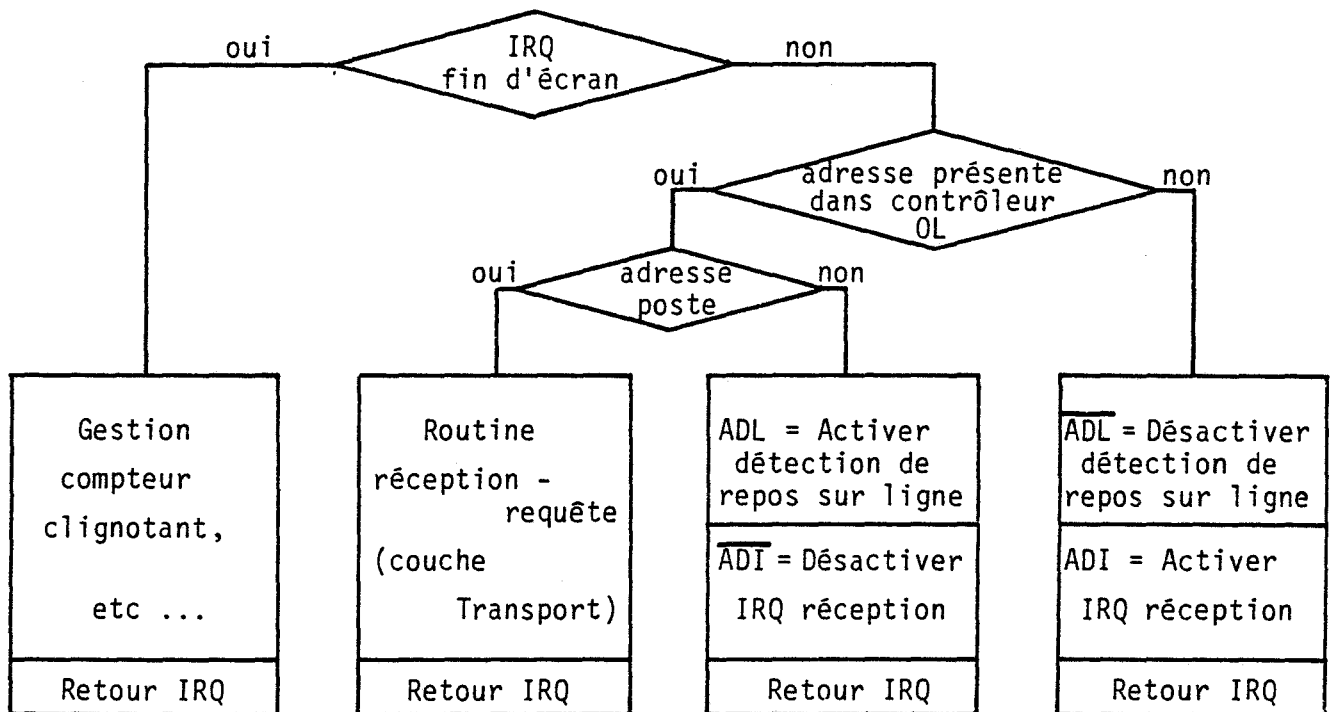 oui
IRQ
fin d'écran
non
oui
adresse présente
dans contrôleur
OL
non
oui
adresse
poste
non
Gestion
compteur
clignotant,
etc ...
Retour IRQ
Routine
réception -
requête
(couche
Transport)
Retour IRQ
ADL = Activer
détection de
repos sur ligne
A̅D̅I̅ = Désactiver
IRQ réception
Retour IRQ
A̅D̅L̅ = Désactiver
détection de
repos sur ligne
ADI = Activer
IRQ réception
Retour IRQ